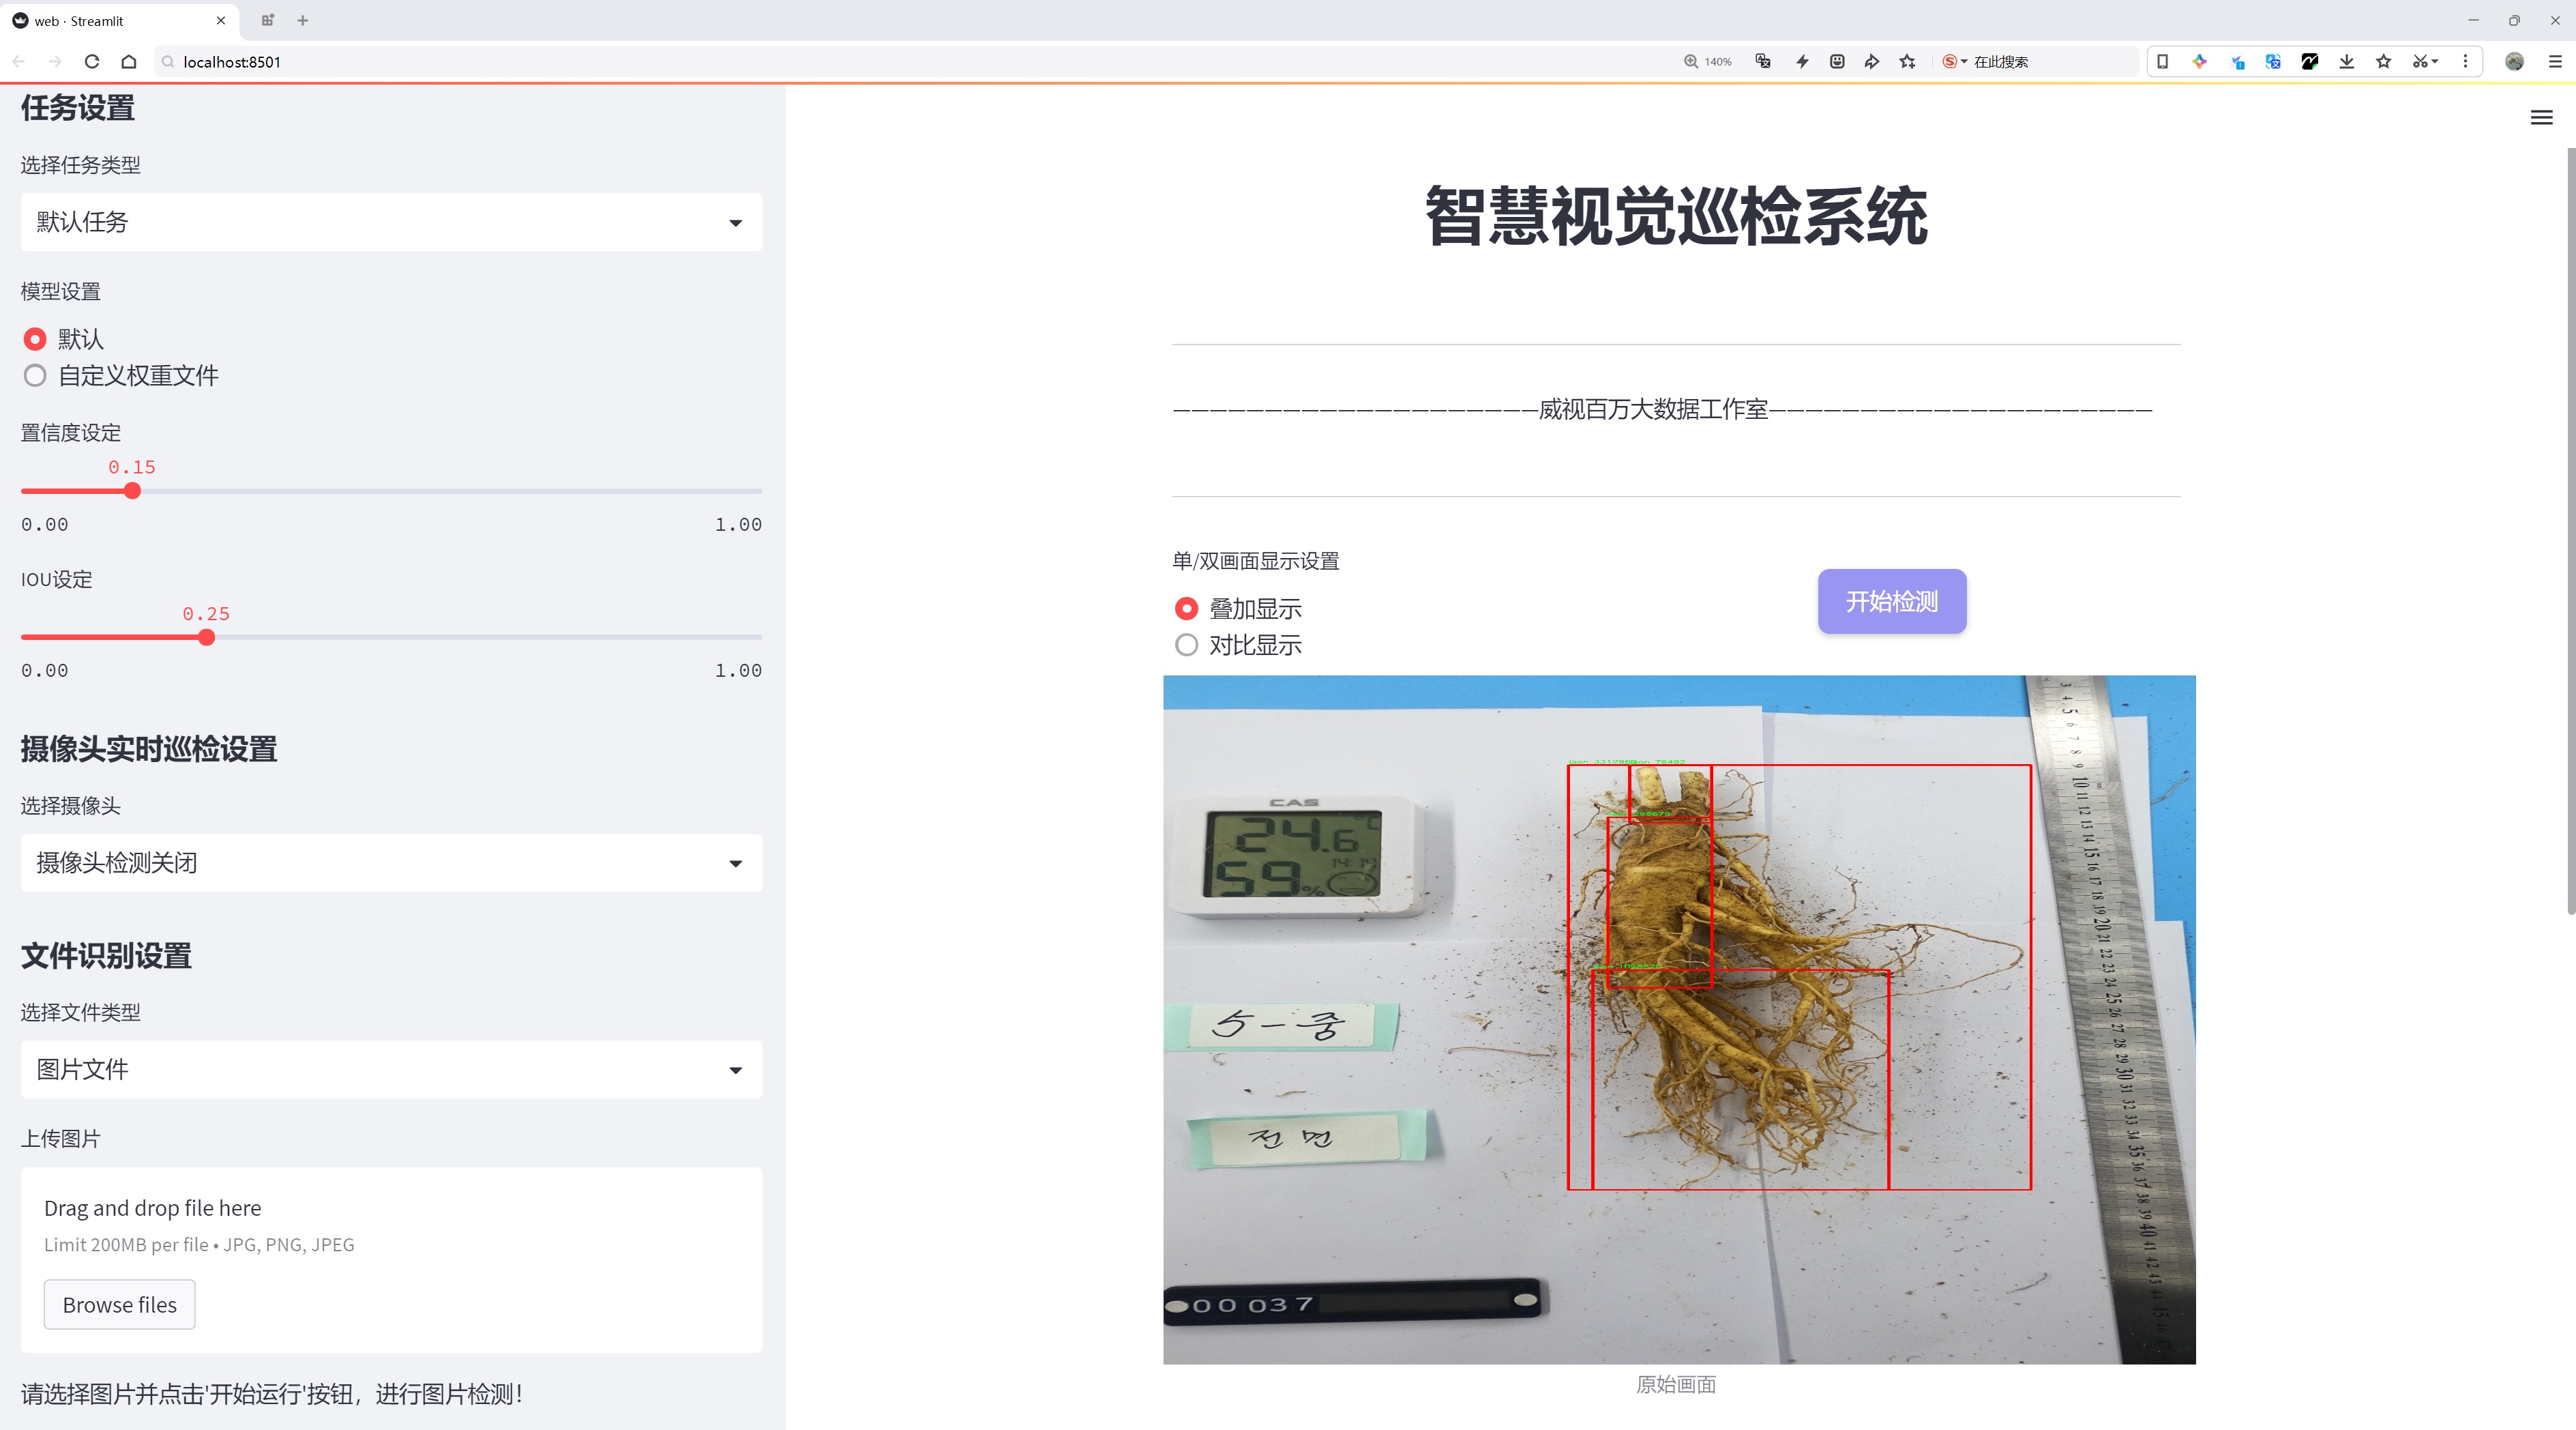 web · Streamlit
localhost:8501
140%
在此搜索
任务设置
选择任务类型
默认任务
模型设置
默认
自定义权重文件
置信度设定
0.15
0.00
1.00
IOU设定
0.25
0.00
1.00
摄像头实时巡检设置
选择摄像头
摄像头检测关闭
文件识别设置
选择文件类型
图片文件
上传图片
Drag and drop file here
Limit 200MB per file • JPG, PNG, JPEG
Browse files
请选择图片并点击'开始运行'按钮，进行图片检测！
智慧视觉巡检系统
————————————————————威视百万大数据工作室—————————————————————
单/双画面显示设置
叠加显示
对比显示
开始检测
CAS
24.6 °C
59 %
5-중
전면
00 037
原始画面